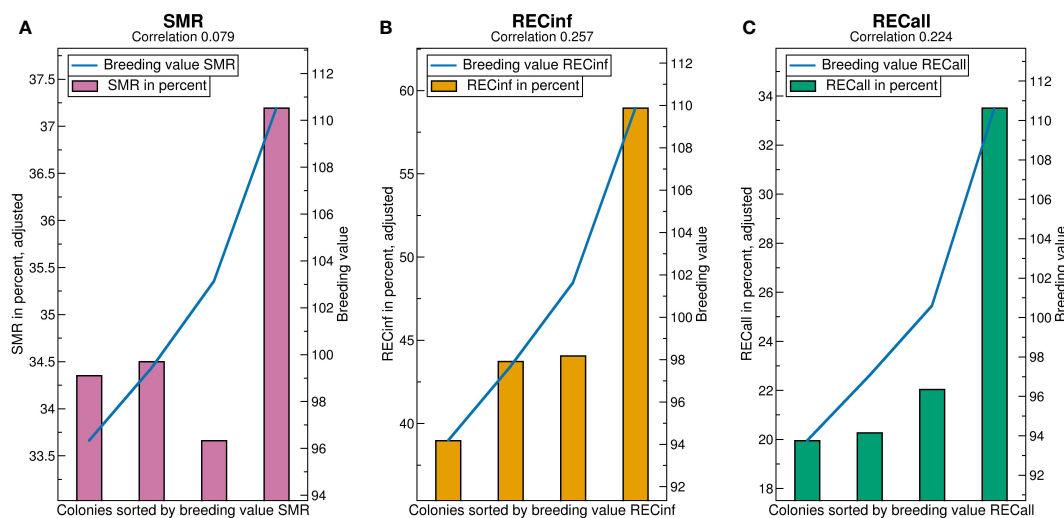 A
SMR
Correlation 0.079
Breeding value SMR
SMR in percent
37.5
37
36.5
36
35.5
35
34.5
34
33.5
SMR in percent, adjusted
112
110
108
106
104
102
100
98
96
94
Breeding value
Colonies sorted by breeding value SMR
B
RECinf
Correlation 0.257
Breeding value RECinf
RECinf in percent
60
55
50
45
40
RECinf in percent, adjusted
112
110
108
106
104
102
100
98
96
94
92
Breeding value
Colonies sorted by breeding value RECinf
C
RECall
Correlation 0.224
Breeding value RECall
RECall in percent
34
32
30
28
26
24
22
20
18
RECall in percent, adjusted
112
110
108
106
104
102
100
98
96
94
92
Breeding value
Colonies sorted by breeding value RECall